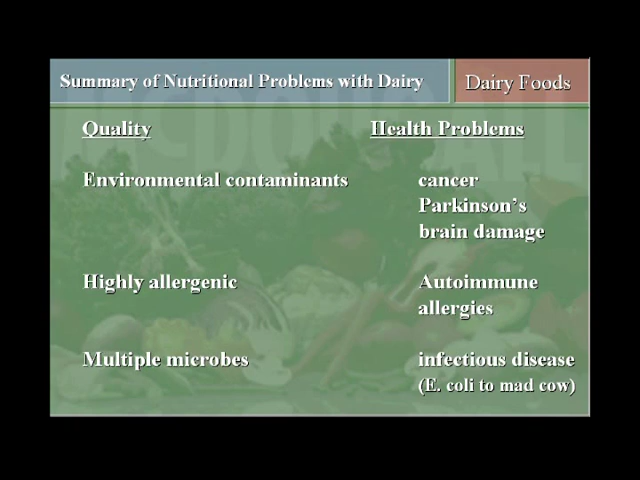 Summary of Nutritional Problems with Dairy
Dairy Foods
Quality
Health Problems
Environmental contaminants
cancer
Parkinson's
brain damage
Highly allergenic
Autoimmune
allergies
Multiple microbes
infectious disease
(E. coli to mad cow)